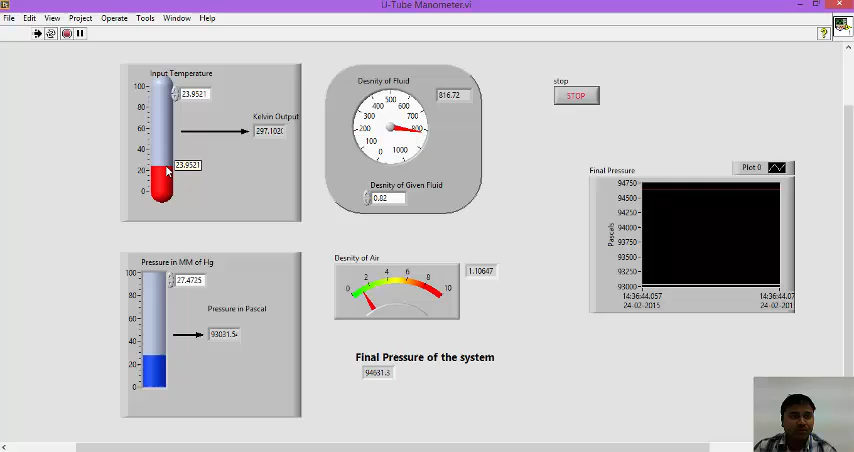 U-Tube Manometer.vi
File Edit View Project Operate Tools Window Help
Input Temperature
100
80
60
40
20
0
23.9521
23.9521
Kelvin Output
297.102(
Desnity of Fluid
0 100 200 300 400 500 600 700 800 1000
816.72
Desnity of Given Fluid
0.82
stop
STOP
Final Pressure
Plot 0
Pascals
94750
94500
94250
94000
93750
93500
93250
93000
14:36:44.057
24-02-2015
14:36:44.0
24-02-201
Pressure in MM of Hg
100
80
60
40
20
0
27.4725
Pressure in Pascal
93031.5
Desnity of Air
0 2 4 6 8 10
1.10647
Final Pressure of the system
94631.3